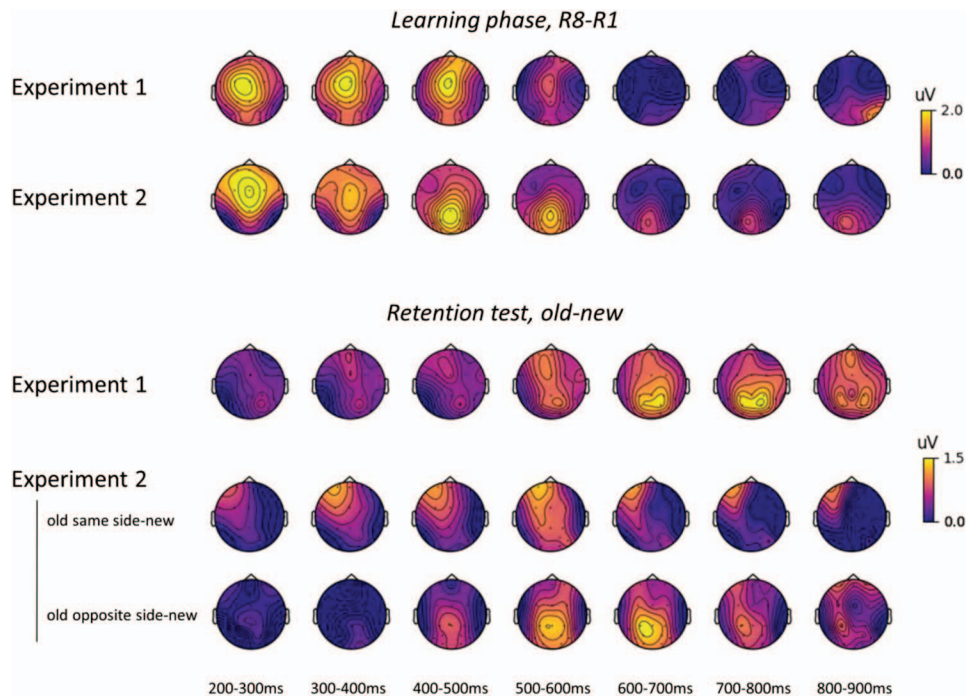 Learning phase, R8-R1
Experiment 1
uV
2.0
0.0
Experiment 2
Retention test, old-new
Experiment 1
uV
1.5
0.0
Experiment 2
old same side-new
old opposite side-new
200-300ms 300-400ms 400-500ms 500-600ms 600-700ms 700-800ms 800-900ms